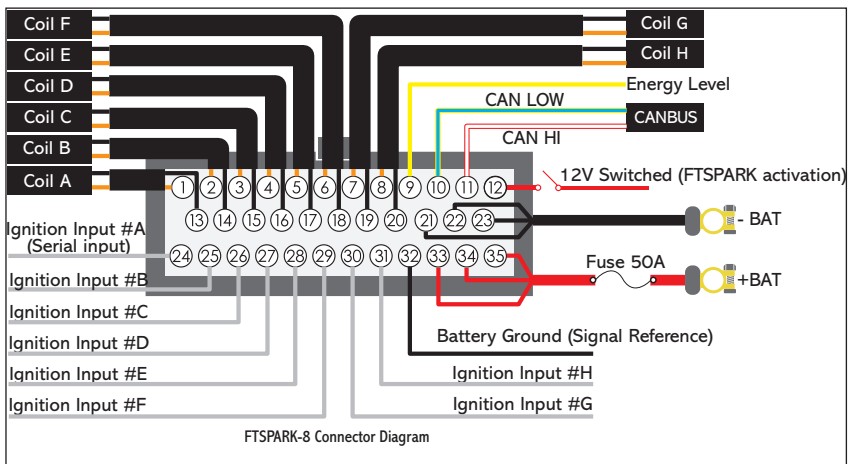 Coil F
Coil G
Coil E
Coil H
Coil D
Energy Level
Coil C
CAN LOW
CANBUS
CAN HI
Coil B
Coil A
12V Switched (FTSPARK activation)
1 2 3 4 5 6 7 8 9 10 11 12
13 14 15 16 17 18 19 20 21 22 23
- BAT
Ignition Input #A
(Serial input)
24 25 26 27 28 29 30 31 32 33 34 35
Fuse 50A
+BAT
Ignition Input #B
Ignition Input #C
Battery Ground (Signal Reference)
Ignition Input #D
Ignition Input #E
Ignition Input #H
Ignition Input #F
Ignition Input #G
FTSPARK-8 Connector Diagram